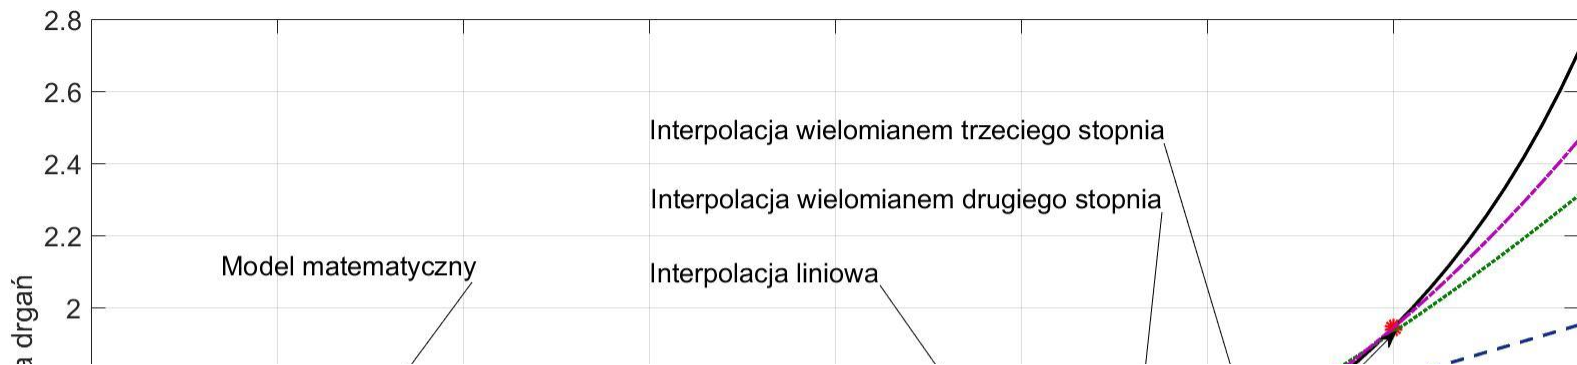 2.8
2.6
Interpolacja wielomianem trzeciego stopnia
2.4
Interpolacja wielomianem drugiego stopnia
2.2
Model matematyczny
Interpolacja liniowa
2
drgań